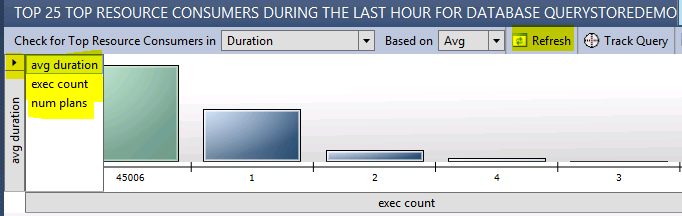 TOP 25 TOP RESOURCE CONSUMERS DURING THE LAST HOUR FOR DATABASE QUERYSTOREDEMO
Check for Top Resource Consumers in Duration Based on Avg Refresh Track Query
avg duration
exec count
num plans
avg duration
45006 1 2 4 3
exec count